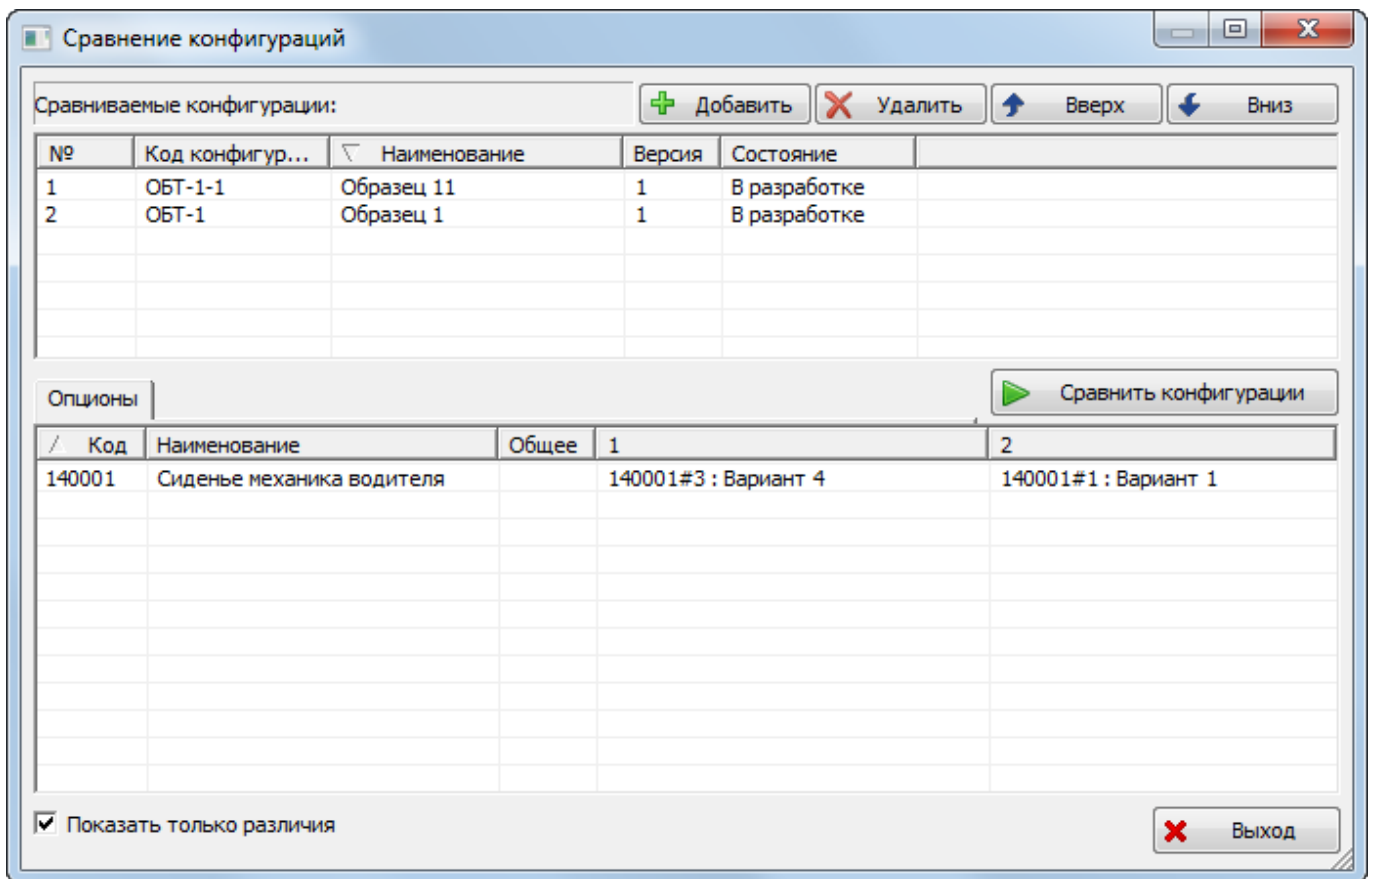 Сравнение конфигураций
Сравниваемые конфигурации: Добавить Удалить Вверх Вниз
№ Код конфигур... Наименование Версия Состояние
1 ОБТ-1-1 Образец 11 1 В разработке
2 ОБТ-1 Образец 1 1 В разработке
Опционы Сравнить конфигурации
Код Наименование Общее 1 2
140001 Сиденье механика водителя 140001#3 : Вариант 4 140001#1 : Вариант 1
Показать только различия Выход